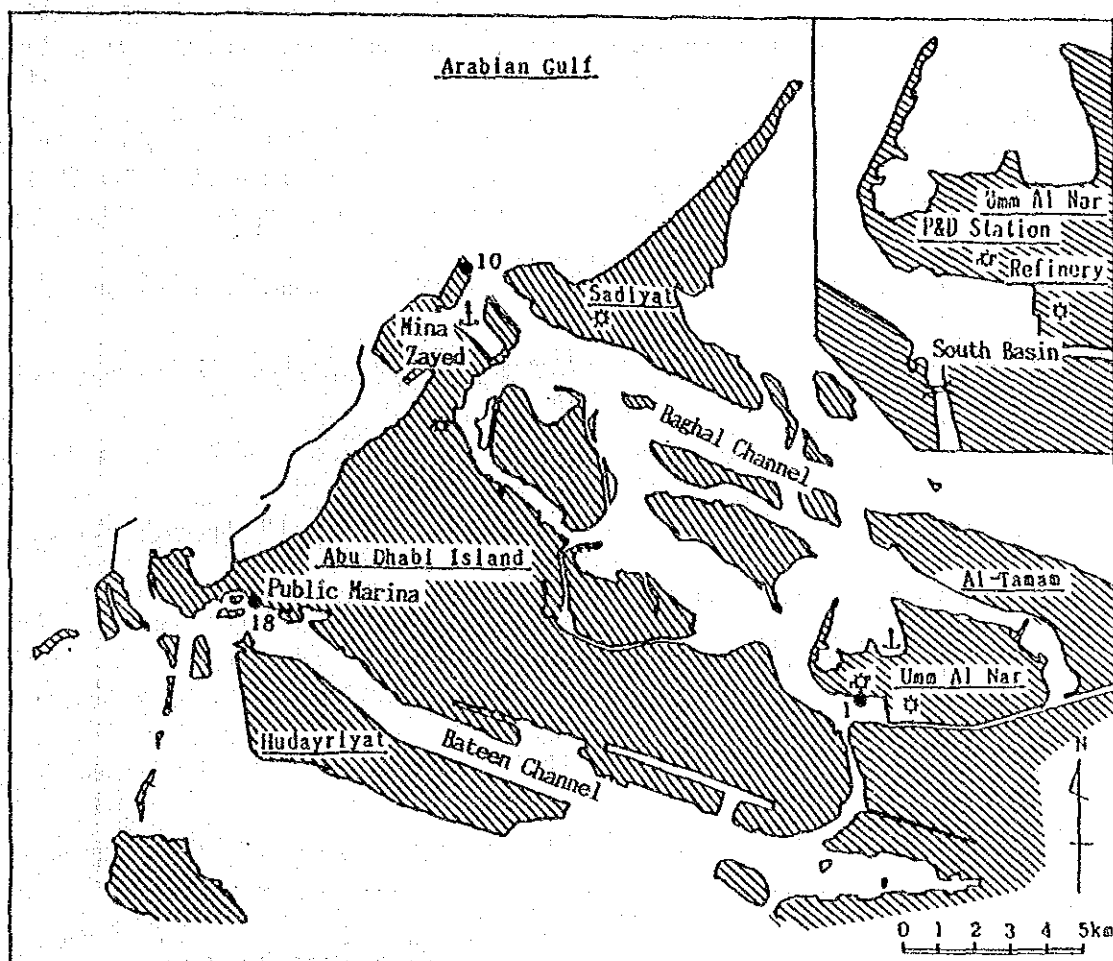 Arabian Gulf
Umm Al Nar
P&D Station
Refinery
South Basin
10
Sadiyat
Mina
Zayed
Baghal Channel
Abu Dhabi Island
Public Marina
18
Al-Tamam
Umm Al Nar
1
Hudayriyat
Bateen Channel
N
0 1 2 3 4 5km